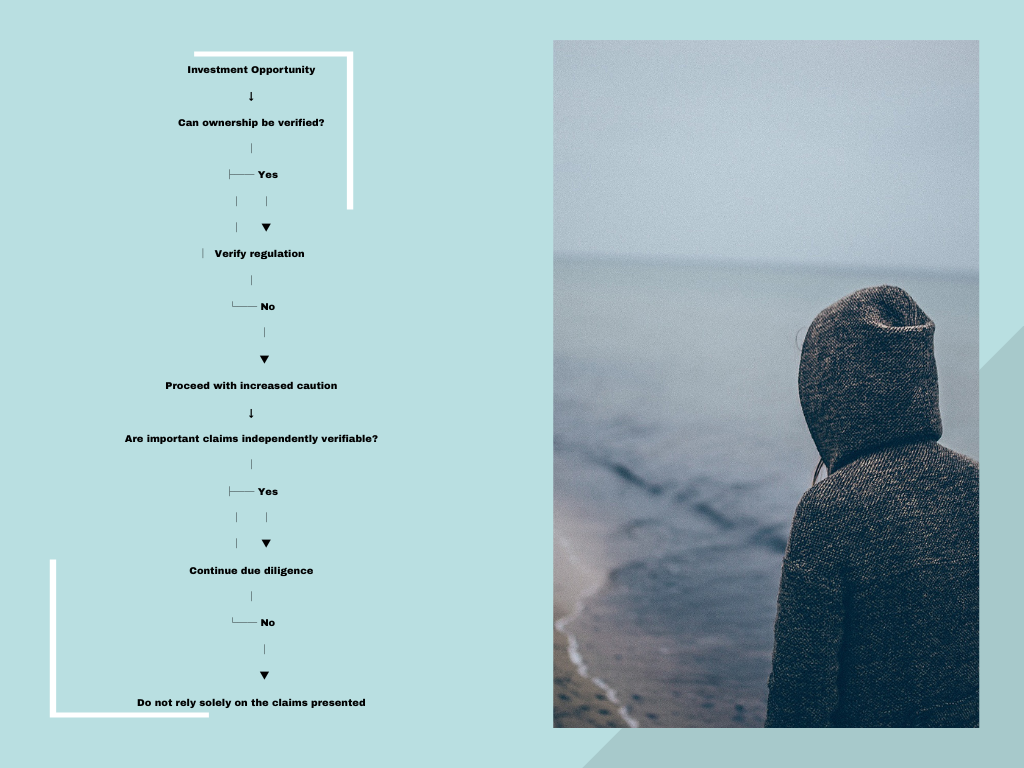 Investment Opportunity
↓
Can ownership be verified?
│
├── Yes
│ │
│ ▼
│ Verify regulation
│
└── No
│
▼
Proceed with increased caution
↓
Are important claims independently verifiable?
│
├── Yes
│ │
│ ▼
Continue due diligence
│
└── No
│
▼
Do not rely solely on the claims presented